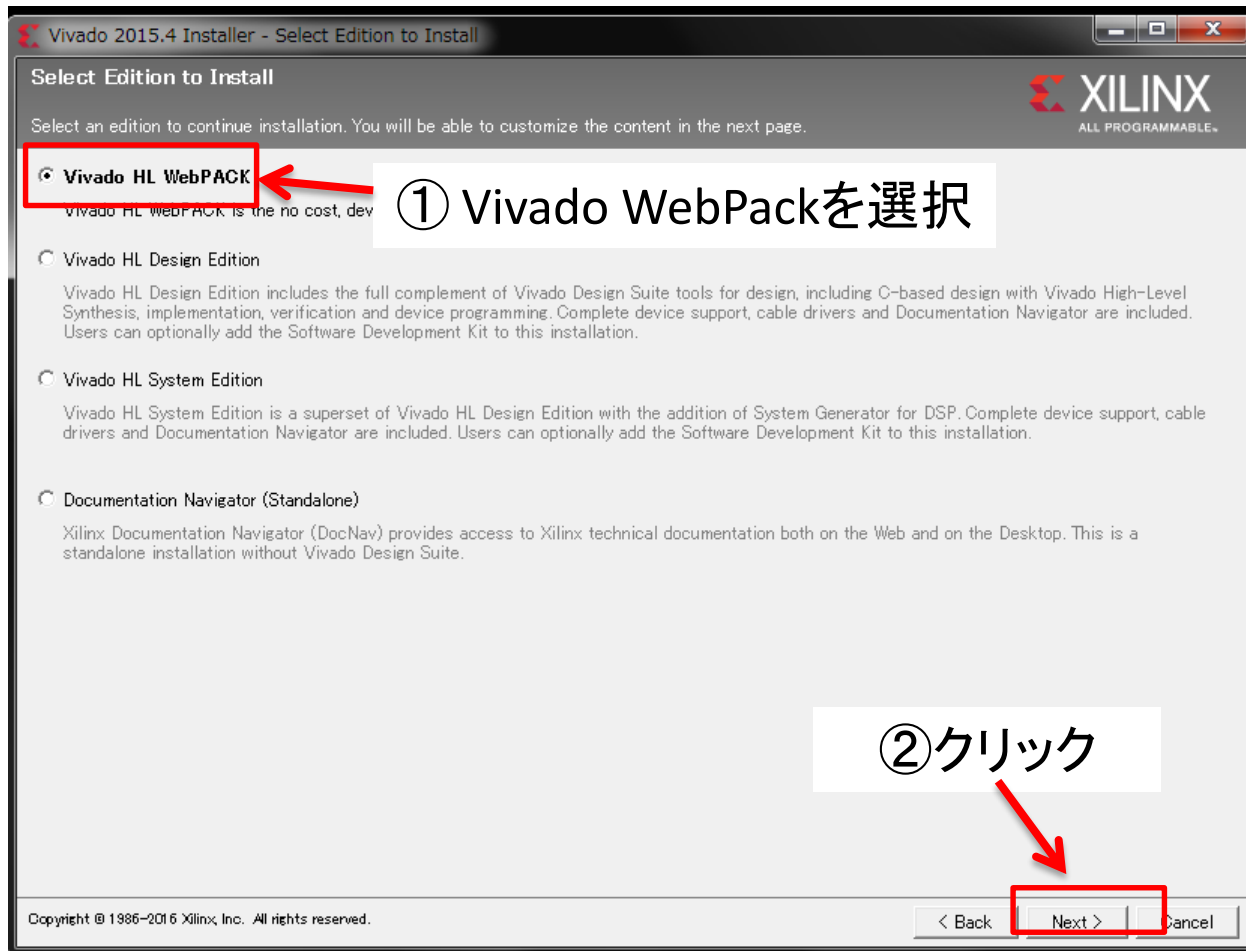 Vivado 2015.4 Installer - Select Edition to Install
Select Edition to Install
Select an edition to continue installation. You will be able to customize the content in the next page.
XILINX
ALL PROGRAMMABLE.
Vivado HL WebPACK
Vivado HL WebPACK is the no cost, dev
① Vivado WebPackを選択
Vivado HL Design Edition
Vivado HL Design Edition includes the full complement of Vivado Design Suite tools for design, including C-based design with Vivado High-Level
Synthesis, implementation, verification and device programming. Complete device support, cable drivers and Documentation Navigator are included.
Users can optionally add the Software Development Kit to this installation.
Vivado HL System Edition
Vivado HL System Edition is a superset of Vivado HL Design Edition with the addition of System Generator for DSP. Complete device support, cable
drivers and Documentation Navigator are included. Users can optionally add the Software Development Kit to this installation.
Documentation Navigator (Standalone)
Xilinx Documentation Navigator (DocNav) provides access to Xilinx technical documentation both on the Web and on the Desktop. This is a
standalone installation without Vivado Design Suite.
②クリック
Copyright © 1986-2016 Xilinx, Inc. All rights reserved.
< Back
Next >
Cancel